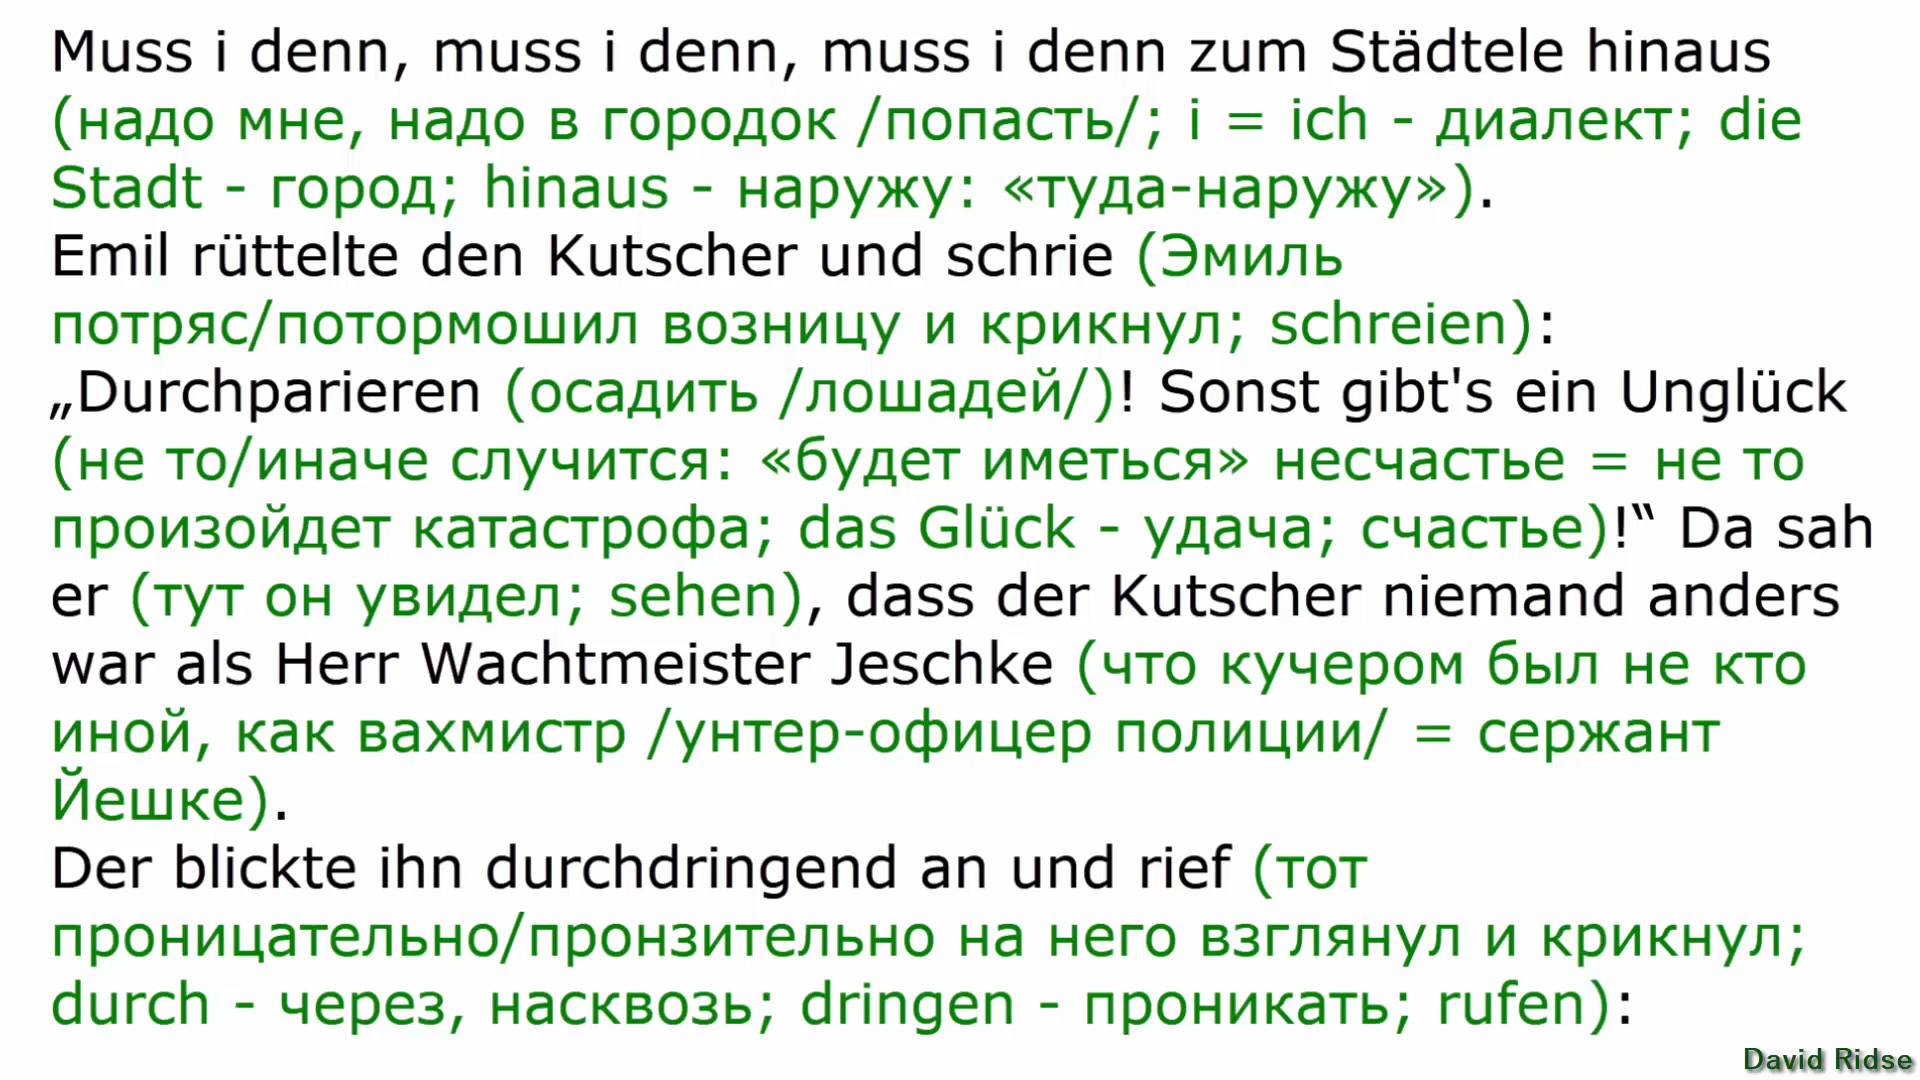 Muss i denn, muss i denn, muss i denn zum Städtele hinaus
(надо мне, надо в городок /попасть/; i = ich - диалект; die
Stadt - город; hinaus - наружу: «туда-наружу»).
Emil rüttelte den Kutscher und schrie (Эмиль
потряс/потормошил возницу и крикнул; schreien):
„Durchparieren (осадить /лошадей/)! Sonst gibt's ein Unglück
(не то/иначе случится: «будет иметься» несчастье = не то
произойдет катастрофа; das Glück - удача; счастье)!“ Da sah
er (тут он увидел; sehen), dass der Kutscher niemand anders
war als Herr Wachtmeister Jeschke (что кучером был не кто
иной, как вахмистр /унтер-офицер полиции/ = сержант
Йешке).
Der blickte ihn durchdringend an und rief (тот
проницательно/пронзительно на него взглянул и крикнул;
durch - через, насквозь; dringen - проникать; rufen):
David Ridse